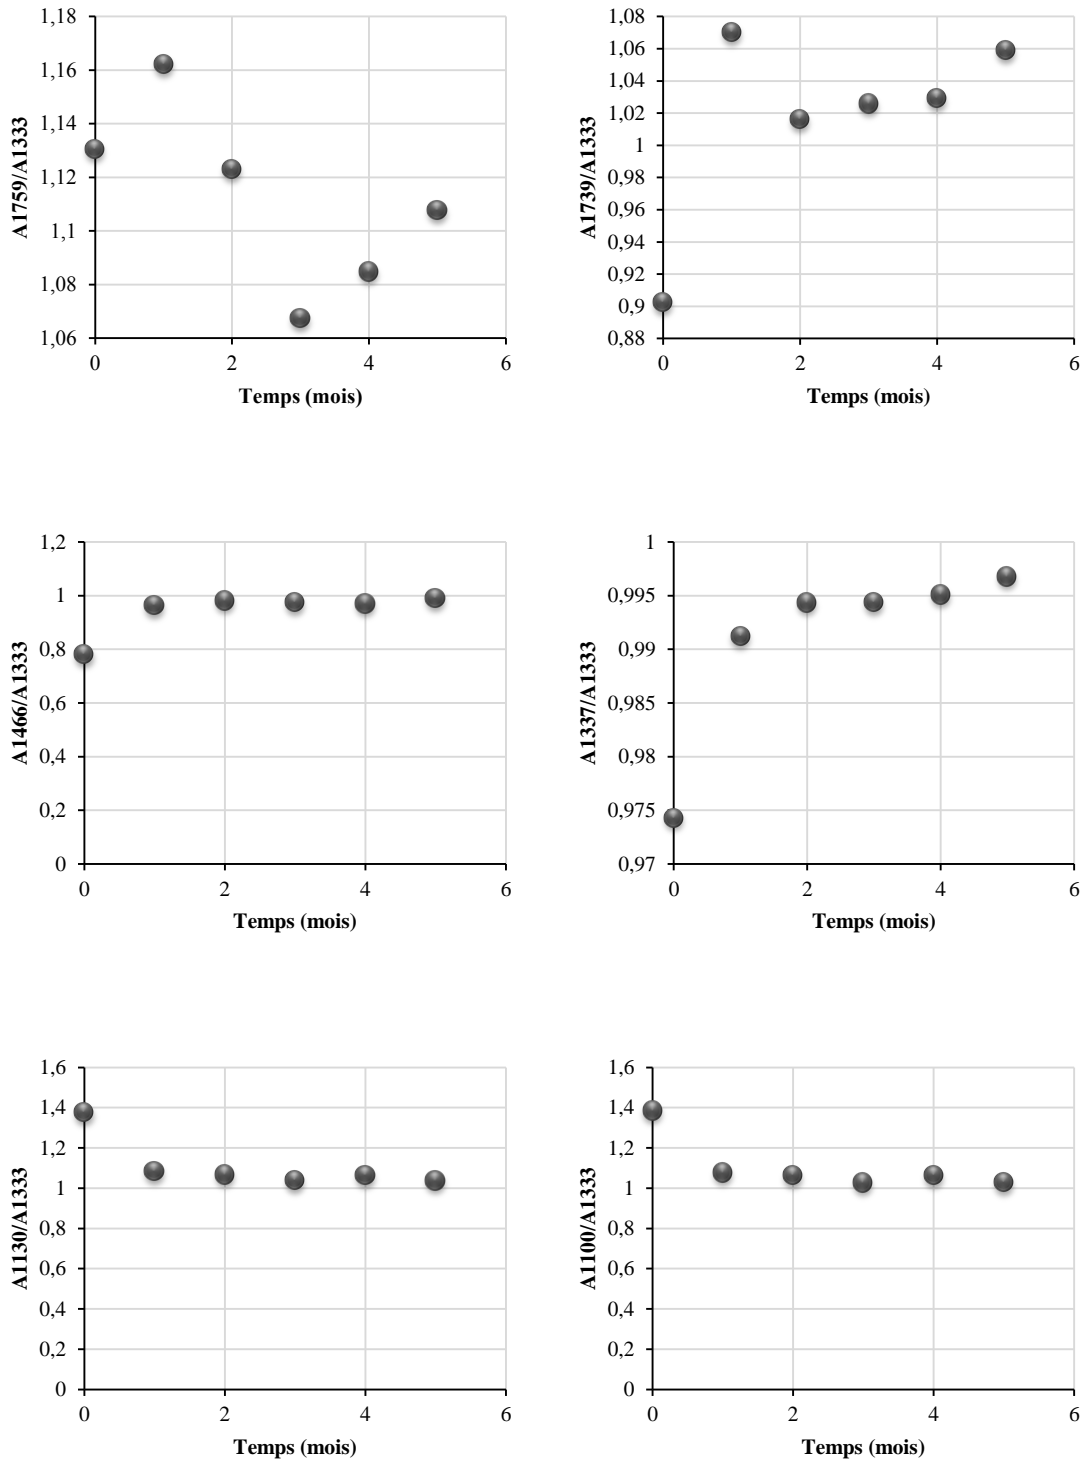 1,18
1,16
1,14
1,12
1,1
1,08
1,06
0 2 4 6
A1759/A1333
Temps (mois)
1,08
1,06
1,04
1,02
1
0,98
0,96
0,94
0,92
0,9
0,88
0 2 4 6
A1739/A1333
Temps (mois)
1,2
1
0,8
0,6
0,4
0,2
0
0 2 4 6
A1466/A1333
Temps (mois)
1
0,995
0,99
0,985
0,98
0,975
0,97
0 2 4 6
A1337/A1333
Temps (mois)
1,6
1,4
1,2
1
0,8
0,6
0,4
0,2
0
0 2 4 6
A1130/A1333
Temps (mois)
1,6
1,4
1,2
1
0,8
0,6
0,4
0,2
0
0 2 4 6
A1100/A1333
Temps (mois)